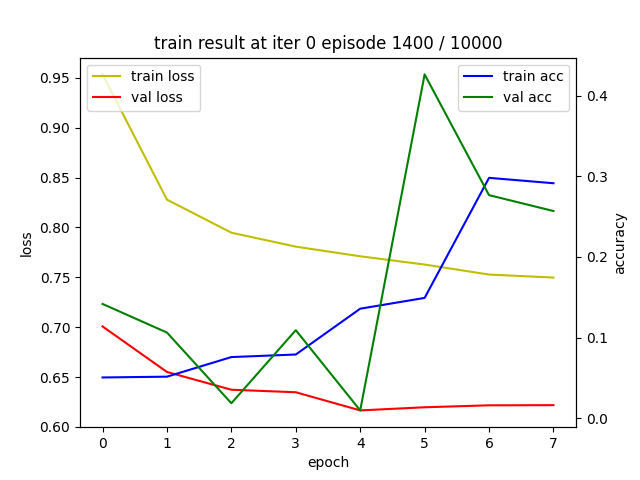 train result at iter 0 episode 1400 / 10000
train loss
val loss
train acc
val acc
0.95
0.90
0.85
0.80
0.75
0.70
0.65
0.60
loss
0.4
0.3
0.2
0.1
0.0
accuracy
0 1 2 3 4 5 6 7
epoch